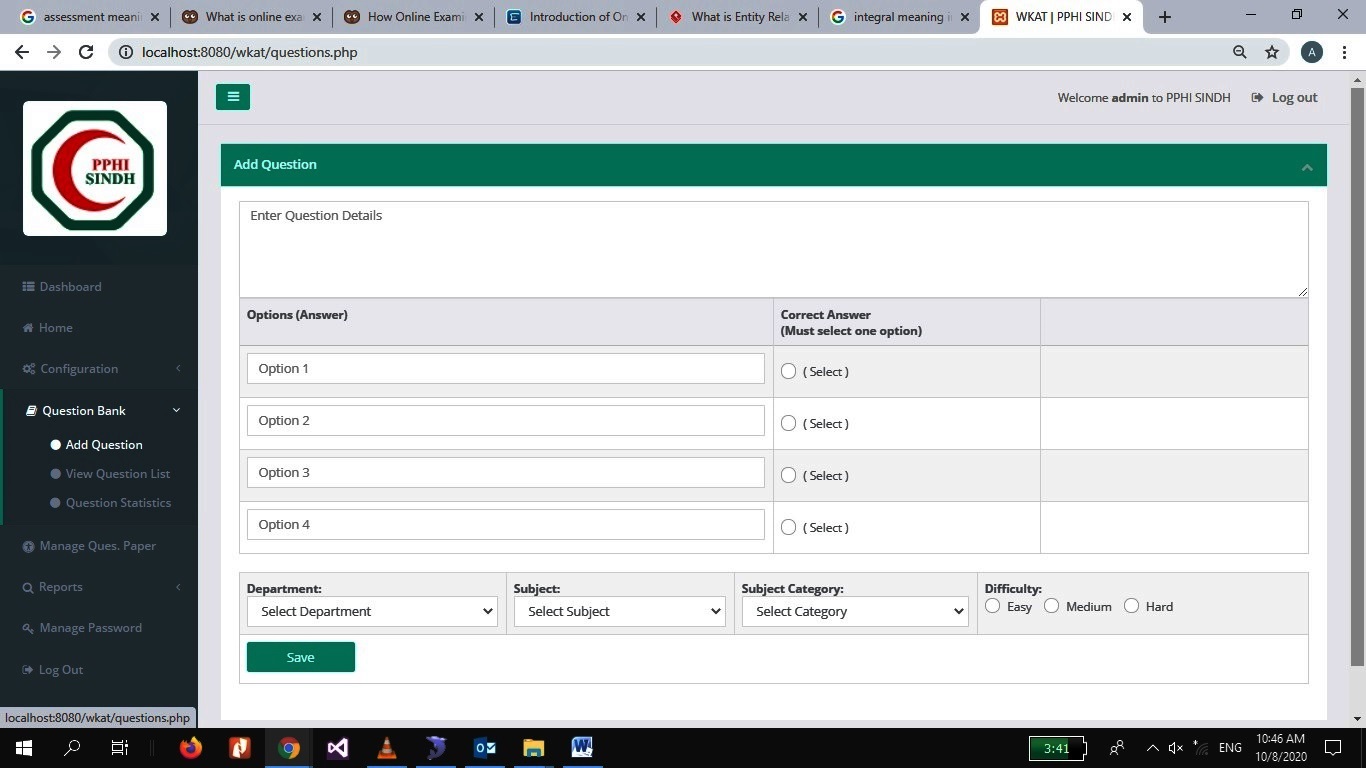 assessment meani
What is online exa
How Online Exami
Introduction of On
What is Entity Rela
integral meaning i
WKAT | PPHI SIND
localhost:8080/wkat/questions.php
A
PPHI
SINDH
Welcome admin to PPHI SINDH
Log out
Dashboard
Home
Configuration
Question Bank
Add Question
View Question List
Question Statistics
Manage Ques. Paper
Reports
Manage Password
Log Out
Add Question
Enter Question Details
Options (Answer)
Correct Answer
(Must select one option)
Option 1
( Select )
Option 2
( Select )
Option 3
( Select )
Option 4
( Select )
Department:
Select Department
Subject:
Select Subject
Subject Category:
Select Category
Difficulty:
Easy
Medium
Hard
Save
localhost:8080/wkat/questions.php
3:41
ENG
10:46 AM
10/8/2020